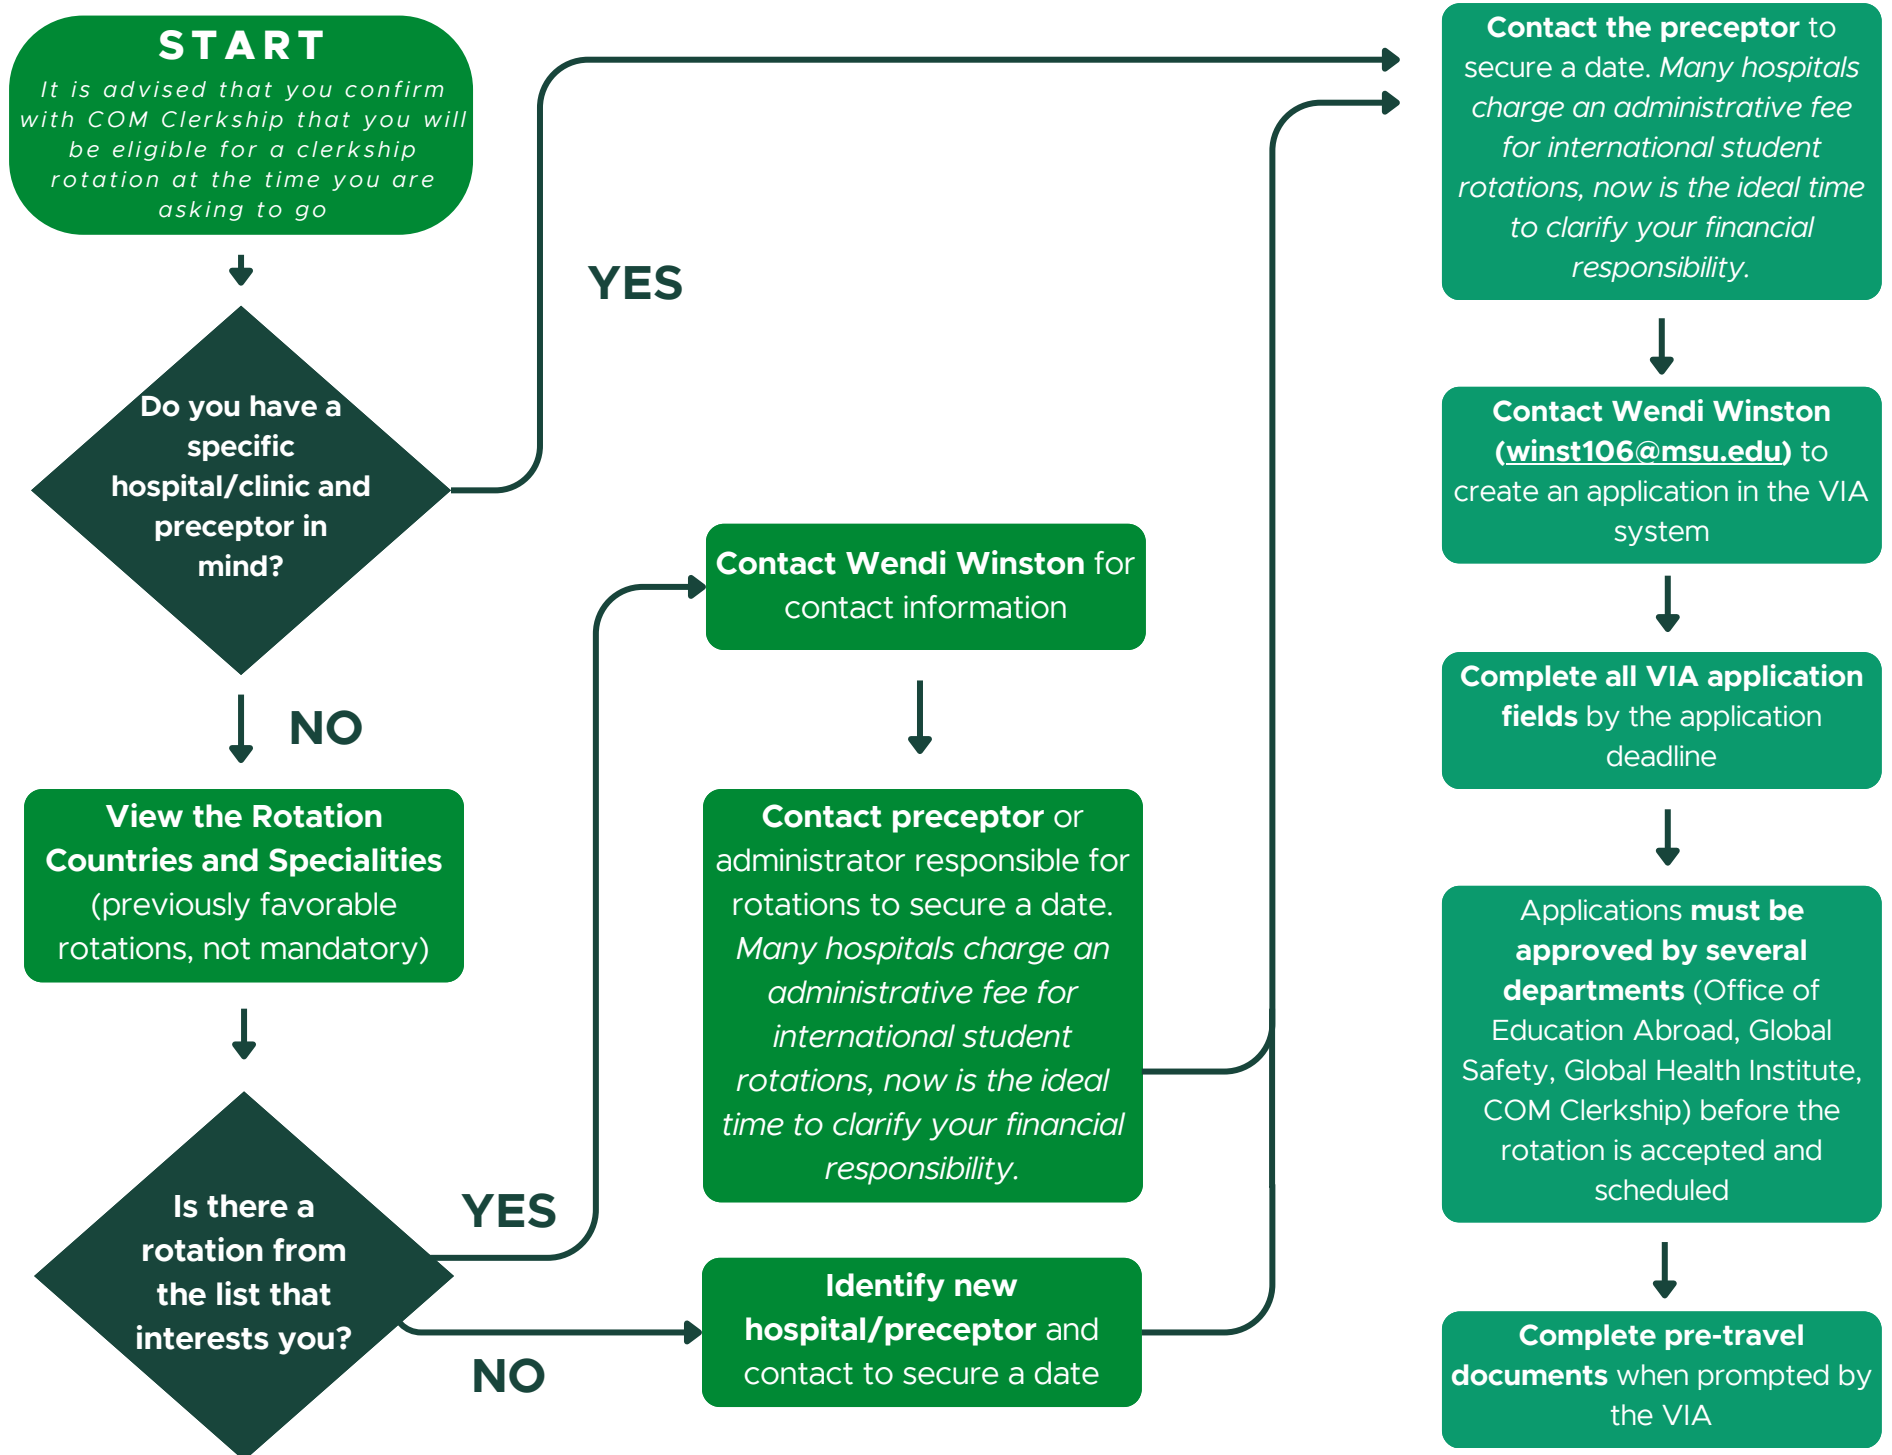 START
It is advised that you confirm
with COM Clerkship that you will
be eligible for a clerkship
rotation at the time you are
asking to go
Do you have a
specific
hospital/clinic and
preceptor in
mind?
YES
NO
View the Rotation
Countries and Specialities
(previously favorable
rotations, not mandatory)
Is there a
rotation from
the list that
interests you?
YES
NO
Contact Wendi Winston for
contact information
Contact preceptor or
administrator responsible for
rotations to secure a date.
Many hospitals charge an
administrative fee for
international student
rotations, now is the ideal
time to clarify your financial
responsibility.
Identify new
hospital/preceptor and
contact to secure a date
Contact the preceptor to
secure a date. Many hospitals
charge an administrative fee
for international student
rotations, now is the ideal time
to clarify your financial
responsibility.
Contact Wendi Winston
(winst106@msu.edu) to
create an application in the VIA
system
Complete all VIA application
fields by the application
deadline
Applications must be
approved by several
departments (Office of
Education Abroad, Global
Safety, Global Health Institute,
COM Clerkship) before the
rotation is accepted and
scheduled
Complete pre-travel
documents when prompted by
the VIA